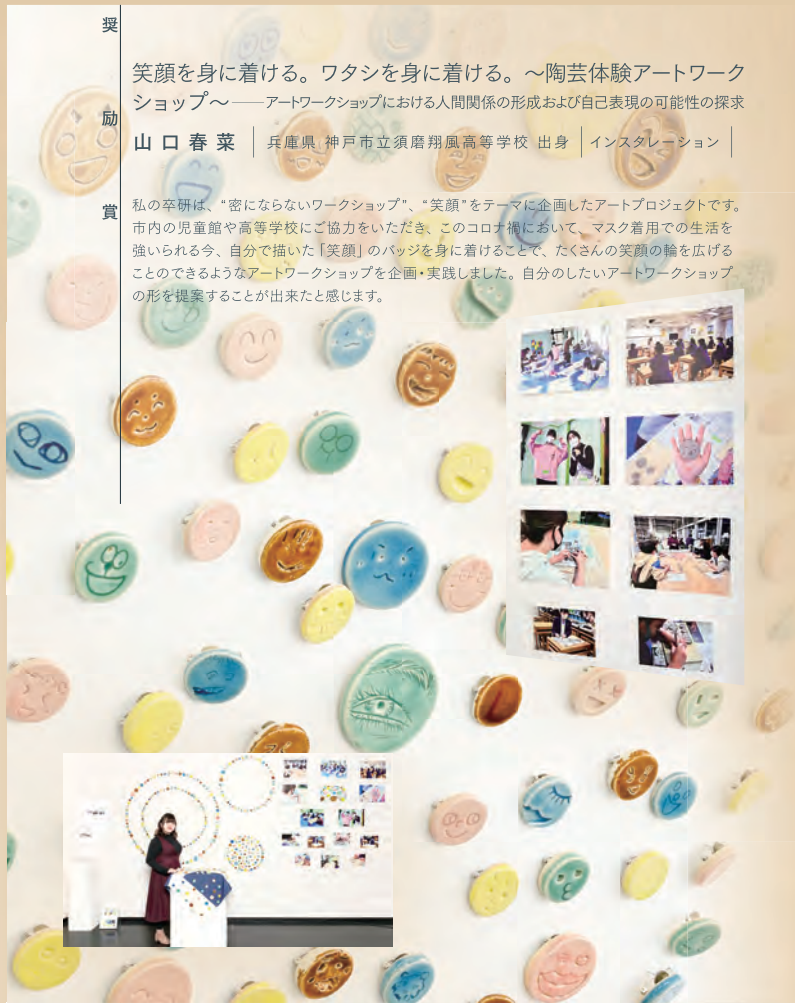 奨励賞
笑顔を身に着ける。ワタシを身に着ける。〜陶芸体験アートワーク
ショップ〜——アートワークショップにおける人間関係の形成および自己表現の可能性の探求
山口春菜 | 兵庫県 神戸市立須磨翔風高等学校 出身 | インスタレーション |
私の卒研は、“密にならないワークショップ”、“笑顔”をテーマに企画したアートプロジェクトです。
市内の児童館や高等学校にご協力をいただき、このコロナ禍において、マスク着用での生活を
強いられる今、自分で描いた「笑顔」のバッジを身に着けることで、たくさんの笑顔の輪を広げる
ことのできるようなアートワークショップを企画・実践しました。自分のしたいアートワークショップ
の形を提案することが出来たと感じます。